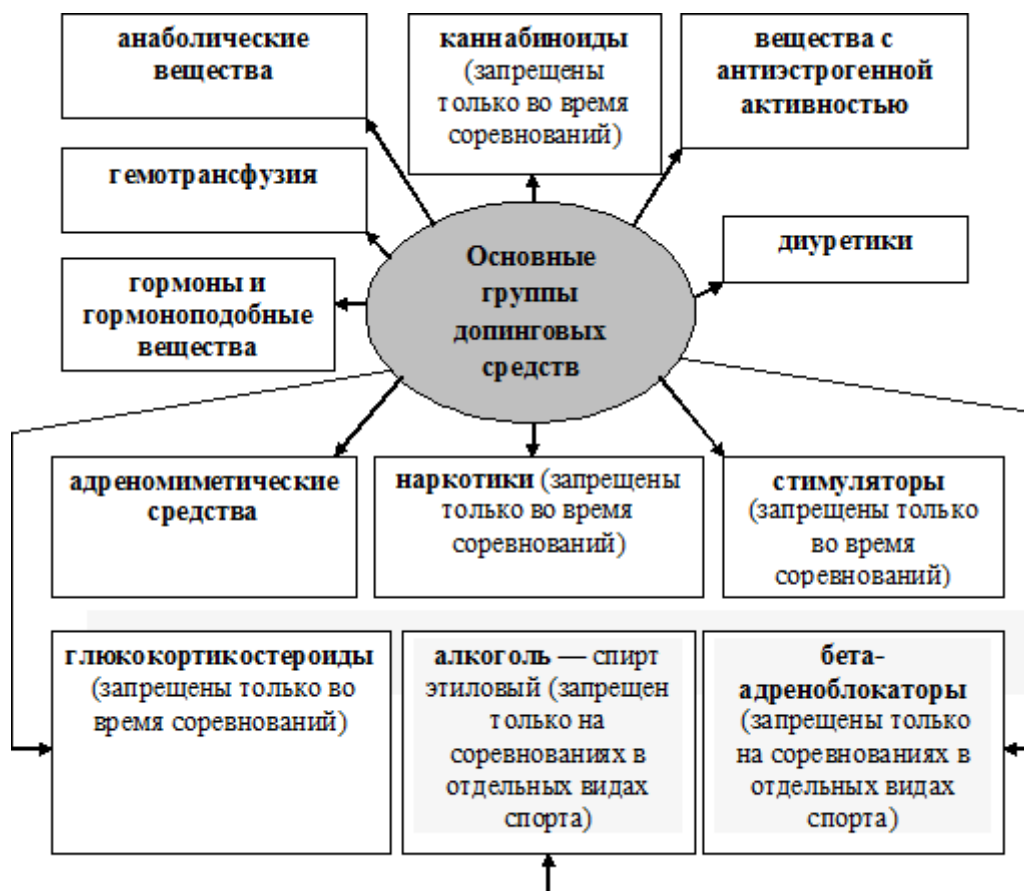 анаболические
вещества
каннабиноиды
(запрещены
только во время
соревнований)
вещества с
антиэстрогенной
активностью
гемотрансфузия
диуретики
гормоны и
гормоноподобные
вещества
Основные
группы
допинговых
средств
адреномиметические
средства
наркотики (запрещены
только во время
соревнований)
стимуляторы
(запрещены только
во время
соревнований)
глюкокортикостероиды
(запрещены только во
время соревнований)
алкоголь — спирт
этиловый (запрещен
только на
соревнованиях в
отдельных видах
спорта)
бета-
адреноблокаторы
(запрещены только
на соревнованиях в
отдельных видах
спорта)